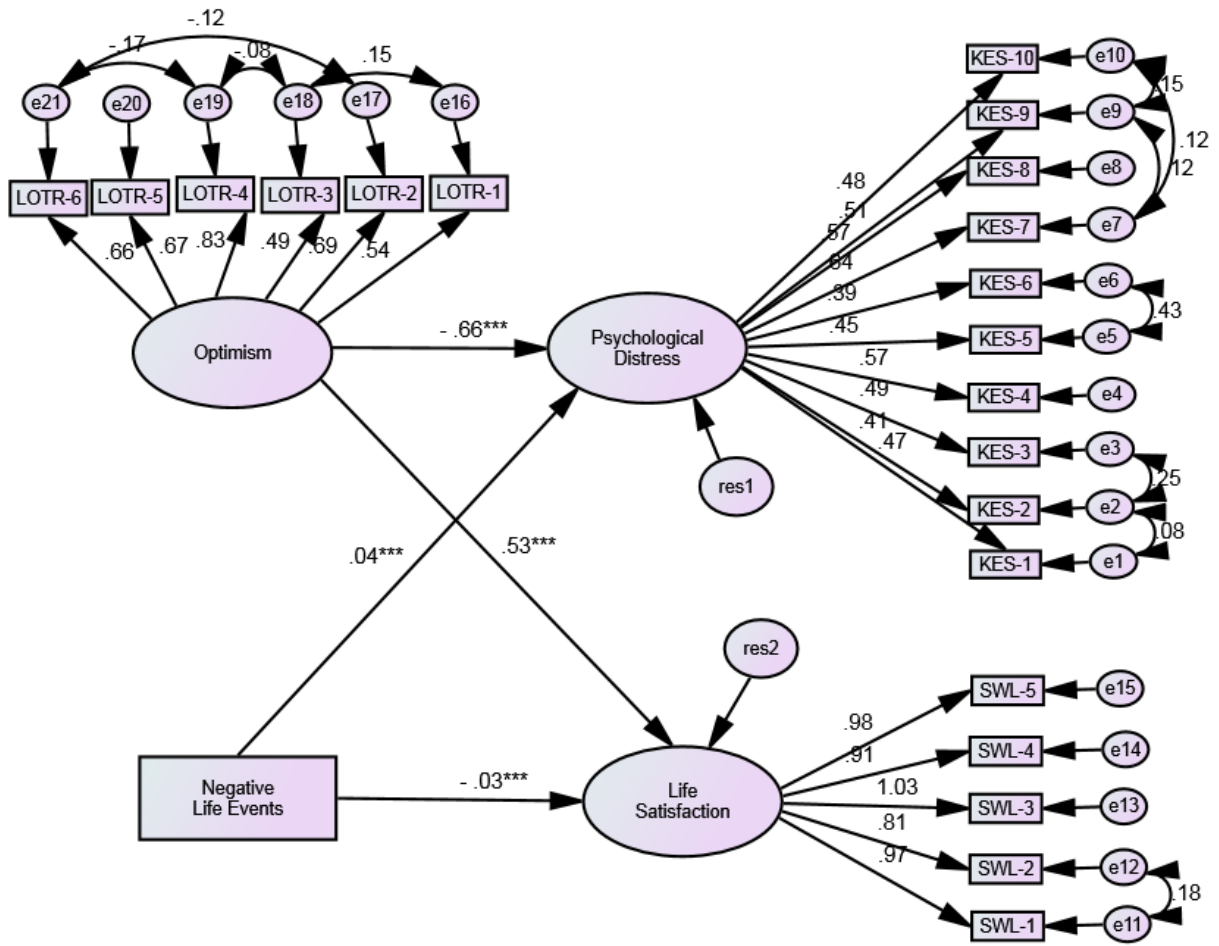 -.12
-.17
-.08
.15
e21
e20
e19
e18
e17
e16
LOTR-6
LOTR-5
LOTR-4
LOTR-3
LOTR-2
LOTR-1
.66
.67
.83
.49
.69
.54
Optimism
- .66***
Psychological
Distress
res1
.48
.51
.57
.64
.39
.45
.57
.49
.41
.47
KES-10
KES-9
KES-8
KES-7
KES-6
KES-5
KES-4
KES-3
KES-2
KES-1
e10
e9
e8
e7
e6
e5
e4
e3
e2
e1
.15
.12
.12
.43
.25
.08
.04***
.53***
Negative
Life Events
- .03***
res2
Life
Satisfaction
.98
.91
1.03
.81
.97
SWL-5
SWL-4
SWL-3
SWL-2
SWL-1
e15
e14
e13
e12
e11
.18